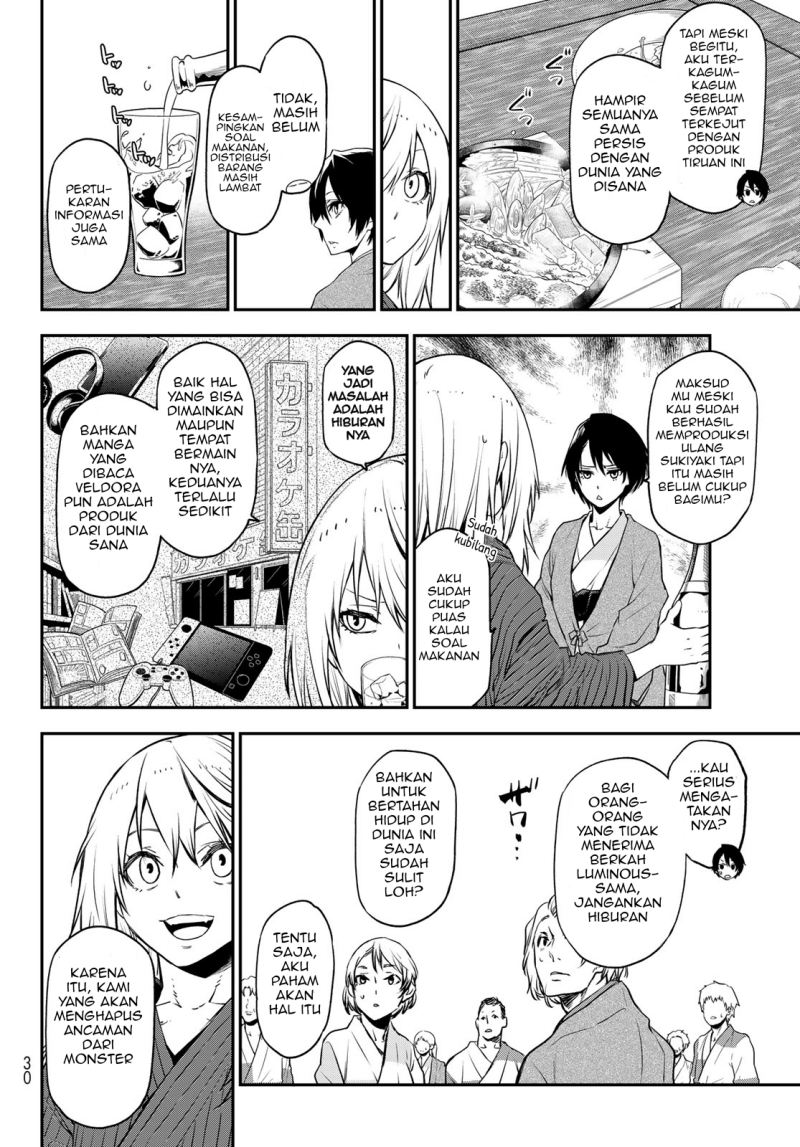 TAPI MESKI
BEGITU,
AKU TER-
KAGUM-
KAGUM
SEBELUM
SEMPAT
TERKEJUT
DENGAN
PRODUK
TIRUAN INI
HAMPIR
SEMUANYA
SAMA
PERSIS
DENGAN
DUNIA YANG
DISANA
TIDAK,
MASIH
BELUM
KESAM-
PINGKAN
SOAL
MAKANAN,
DISTRIBUSI
BARANG
MASIH
LAMBAT
PERTU-
KARAN
INFORMASI
JUGA
SAMA
MAKSUD
MU MESKI
KAU SUDAH
BERHASIL
MEMPRODUKSI
ULANG
SUKIYAKI TAPI
ITU MASIH
BELUM CUKUP
BAGIMU?
Sudah
kubilang
AKU
SUDAH
CUKUP
PUAS
KALAU
SOAL
MAKANAN
YANG
JADI
MASALAH
ADALAH
HIBURAN
NYA
カラオケ缶
カラオケ
BAIK HAL
YANG BISA
DIMAINKAN
MAUPUN
TEMPAT
BERMAIN
NYA,
KEDUANYA
TERLALU
SEDIKIT
BAHKAN
MANGA
YANG
DIBACA
VELDORA
PUN ADALAH
PRODUK
DARI DUNIA
SANA
...KAU
SERIUS
MENGA-
TAKAN
NYA?
BAGI
ORANG-
ORANG
YANG TIDAK
MENERIMA
BERKAH
LUMINOUS-
SAMA,
JANGANKAN
HIBURAN
BAHKAN
UNTUK
BERTAHAN
HIDUP DI
DUNIA INI
SAJA
SUDAH
SULIT
LOH?
TENTU
SAJA,
AKU
PAHAM
AKAN
HAL ITU
KARENA
ITU, KAMI
YANG AKAN
MENGHAPUS
ANCAMAN
DARI
MONSTER
30